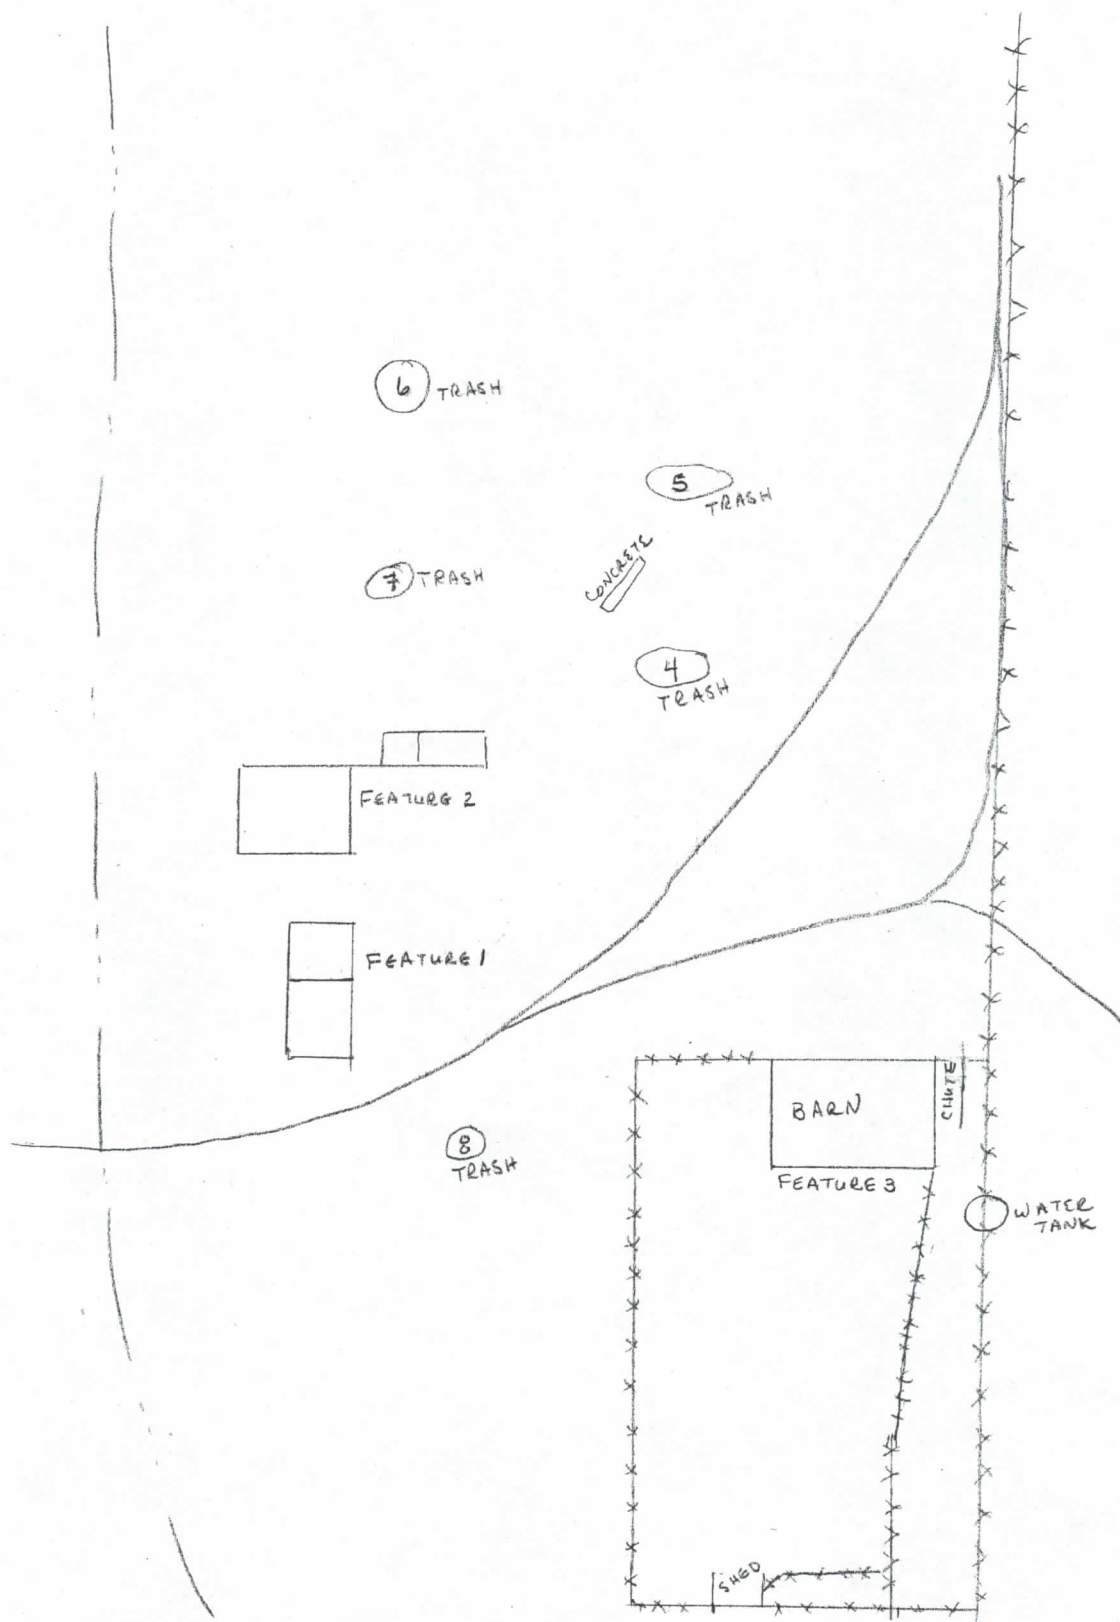 6 TRASH
5
TRASH
CONCRETE
7 TRASH
4
TRASH
FEATURE 2
FEATURE 1
CHUTE
BARN
8
TRASH
FEATURE 3
WATER
TANK
SHED